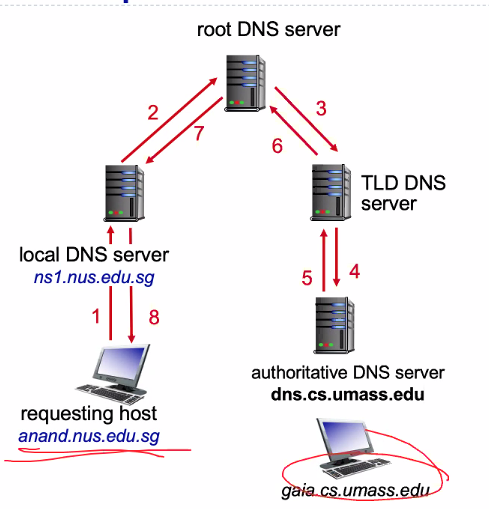 root DNS server
2
3
7
6
TLD DNS
server
local DNS server
ns1.nus.edu.sg
5
4
1
8
authoritative DNS server
dns.cs.umass.edu
requesting host
anand.nus.edu.sg
gaia.cs.umass.edu